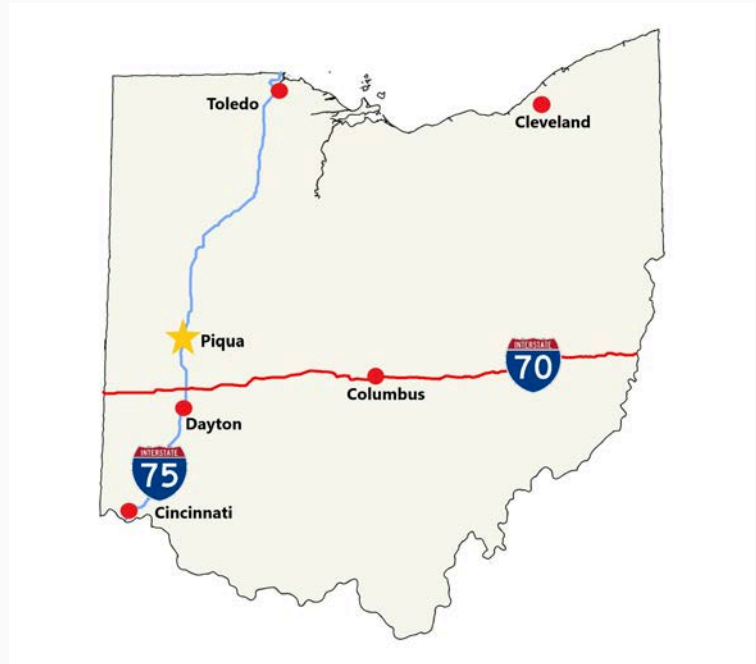 Toledo
Cleveland
Piqua
INTERSTATE
70
Columbus
Dayton
INTERSTATE
75
Cincinnati